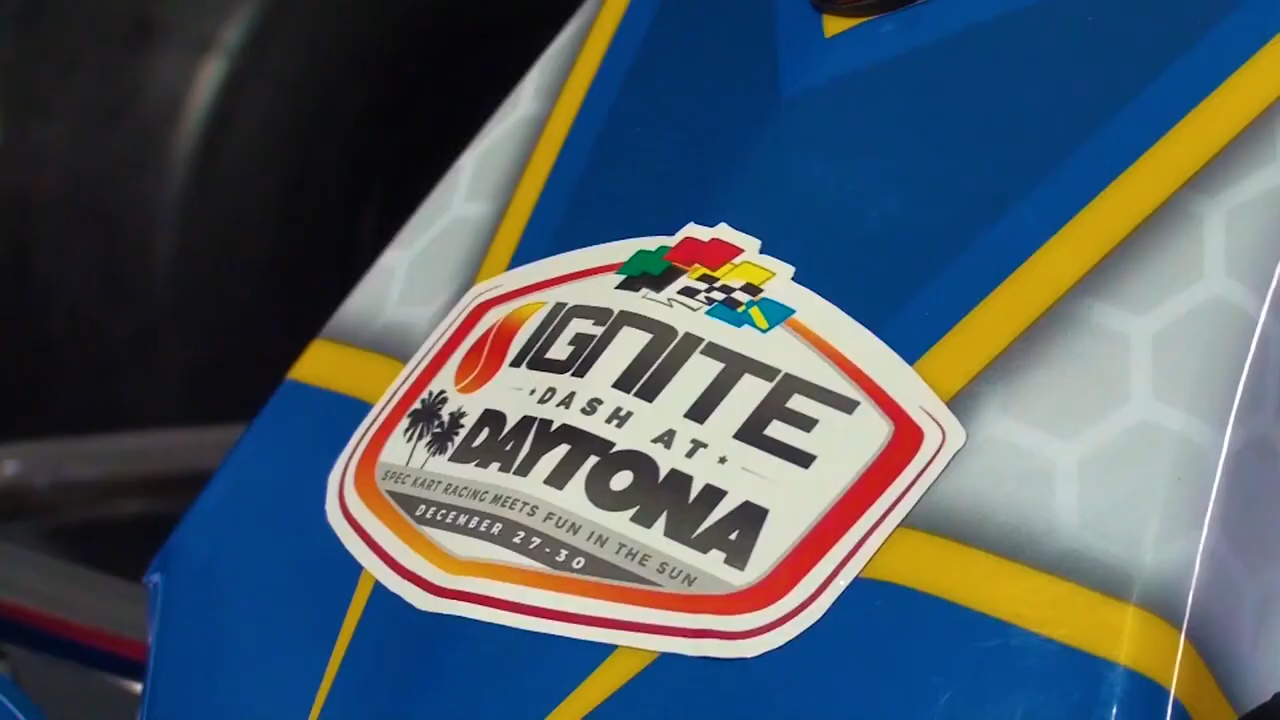 IGNITE
DASH AT
DAYTONA
SPEC KART RACING MEETS FUN IN THE SUN
DECEMBER 27-30